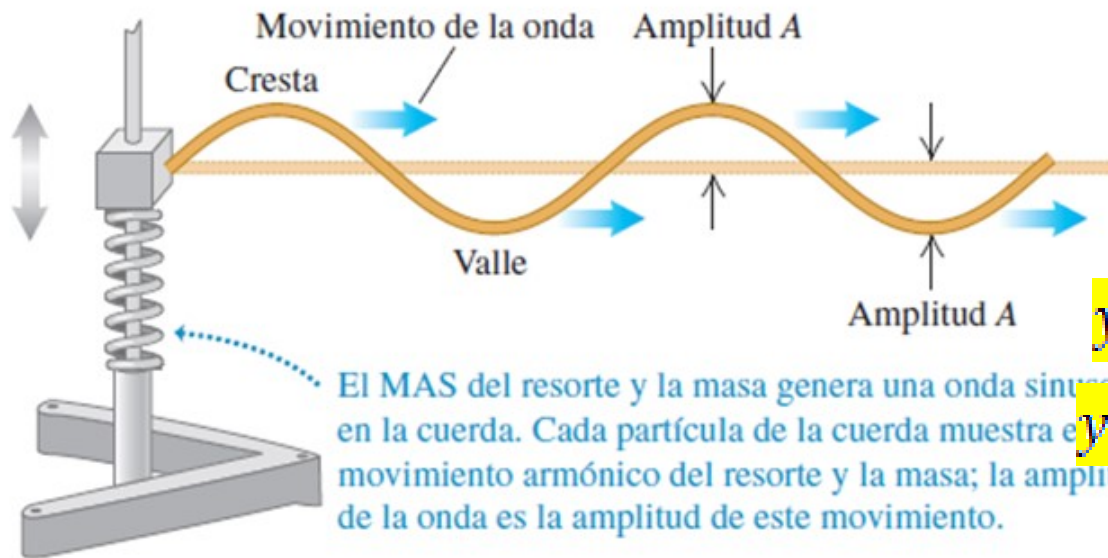 Movimiento de la onda
Amplitud A
Cresta
Valle
Amplitud A
y
El MAS del resorte y la masa genera una onda
y
en la cuerda. Cada partícula de la cuerda muestra
movimiento armónico del resorte y la masa; la
de la onda es la amplitud de este movimiento.